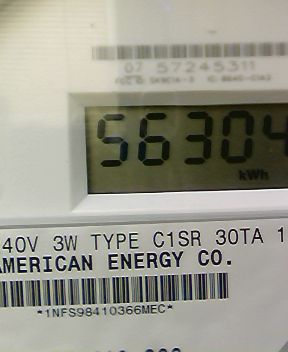 07 57245311
56304
kWh
40V 3W TYPE C1SR 30TA 1
AMERICAN ENERGY CO.
*1NFS98410366MEC*